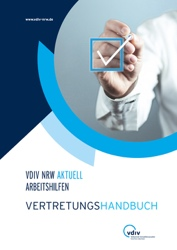 www.vdiv-nrw.de
VDIV NRW AKTUELL
ARBEITSHILFEN
VERTRETUNGSHANDBUCH
vdiv